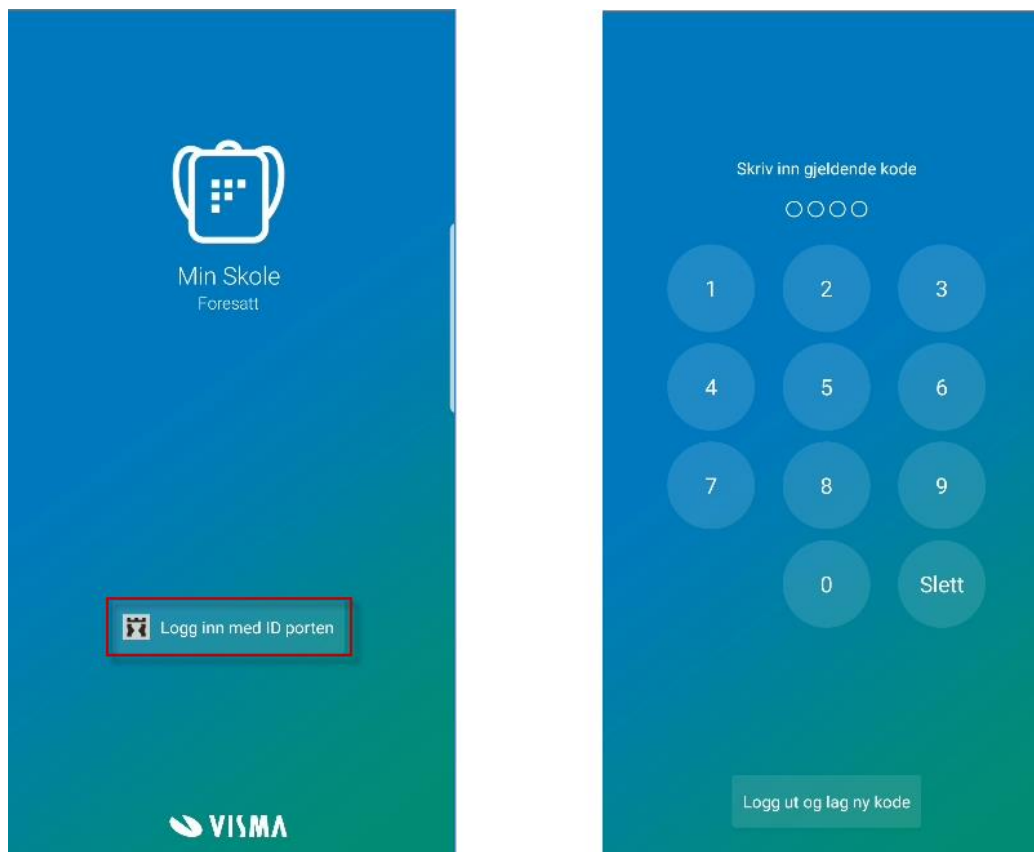 Min Skole
Foresatt
Logg inn med ID porten
VISMA
Skriv inn gjeldende kode
1 2 3
4 5 6
7 8 9
0 Slett
Logg ut og lag ny kode